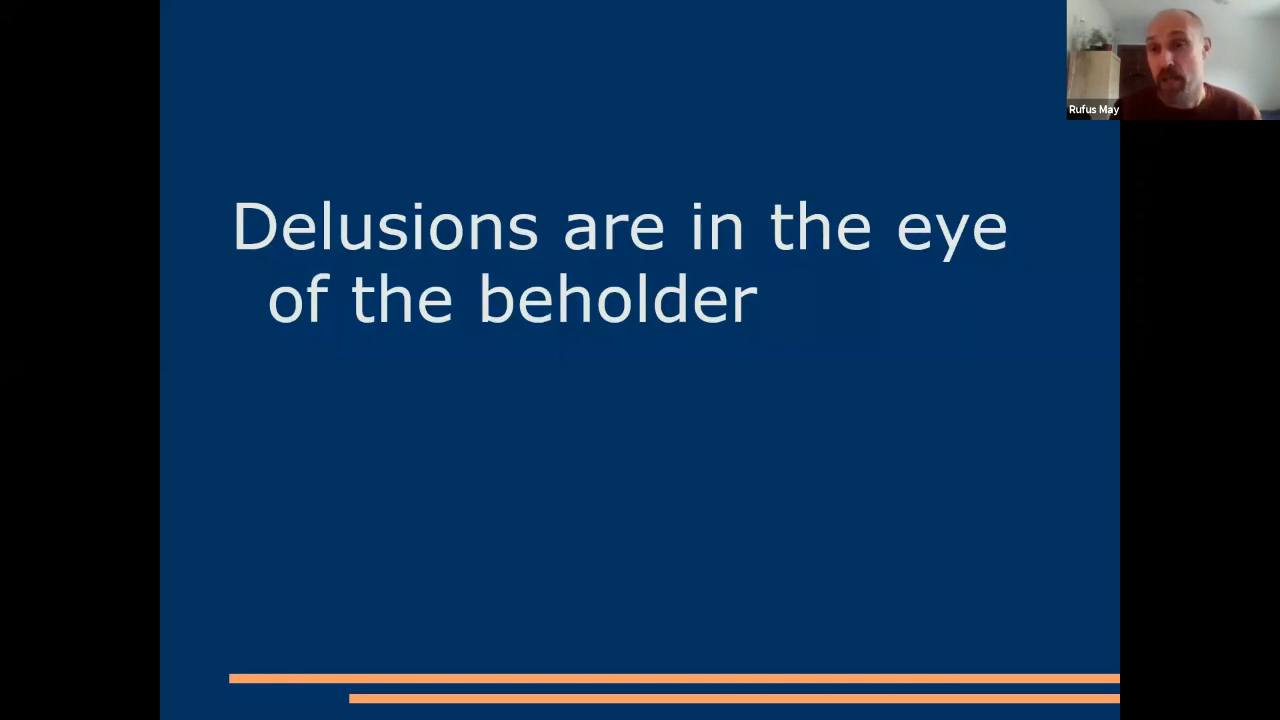 Rufus May
Delusions are in the eye
of the beholder